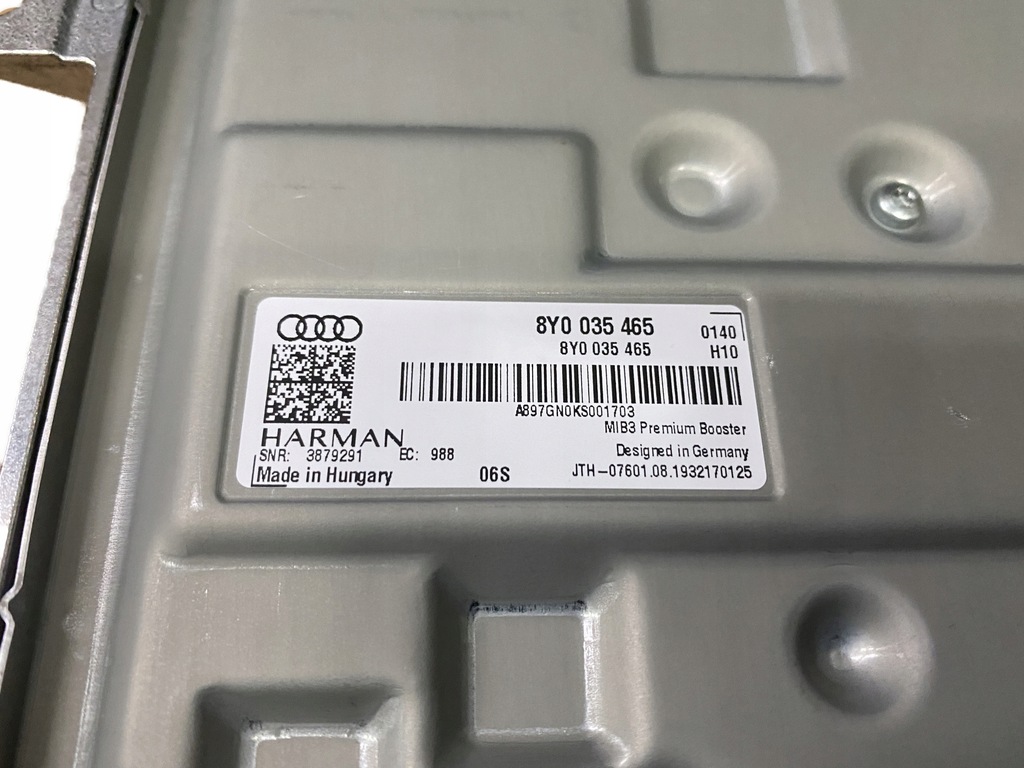 8Y0 035 465 0140
8Y0 035 465 H10
A897GN0KS001703
HARMAN MIB3 Premium Booster
SNR: 3879291 EC: 988 Designed in Germany
Made in Hungary 06S JTH-07601.08.1932170125